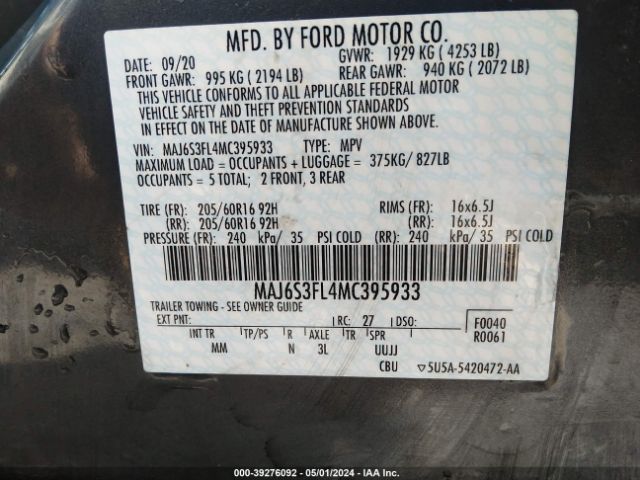 MFD. BY FORD MOTOR CO.
DATE: 09/20 GVWR: 1929 KG ( 4253 LB)
FRONT GAWR: 995 KG ( 2194 LB) REAR GAWR: 940 KG ( 2072 LB)
THIS VEHICLE CONFORMS TO ALL APPLICABLE FEDERAL MOTOR
VEHICLE SAFETY AND THEFT PREVENTION STANDARDS
IN EFFECT ON THE DATE OF MANUFACTURE SHOWN ABOVE.
VIN: MAJ6S3FL4MC395933 TYPE: MPV
MAXIMUM LOAD = OCCUPANTS + LUGGAGE = 375KG/ 827LB
OCCUPANTS = 5 TOTAL; 2 FRONT, 3 REAR
TIRE (FR): 205/60R16 92H RIMS (FR): 16x6.5J
(RR): 205/60R16 92H (RR): 16x6.5J
PRESSURE (FR): 240 kPa/ 35 PSI COLD (RR): 240 kPa/ 35 PSI COLD
MAJ6S3FL4MC395933
TRAILER TOWING - SEE OWNER GUIDE
EXT PNT: RC: 27 DSO: F0040
R0061
INT TR TP/PS R AXLE TR SPR
MM N 3L UUJJ
CBU 5U5A-5420472-AA
000-39276092 - 05/01/2024 - IAA Inc.